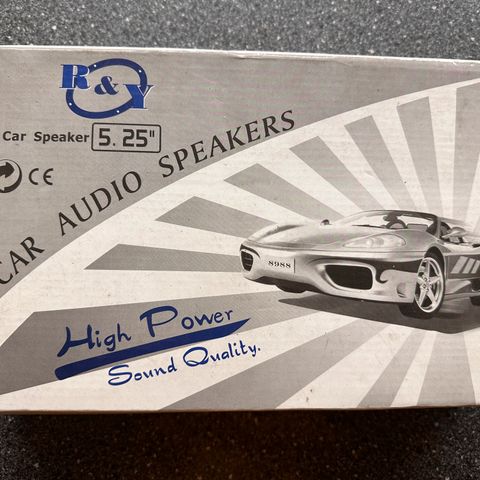 R&Y
Car Speaker 5.25"
CE
CAR AUDIO SPEAKERS
8988
High Power
Sound Quality.